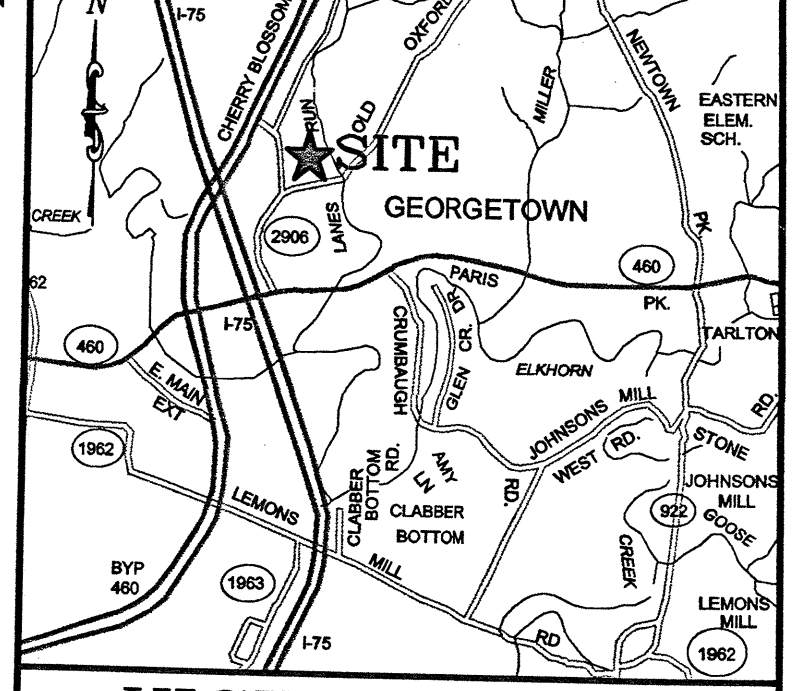 N
I-75
CHERRY BLOSSOM
RUN
OLD
OXFORD
MILLER
NEWTOWN
PK.
EASTERN
ELEM.
SCH.
SITE
GEORGETOWN
CREEK
2906
LANES
PARIS
460
PK.
62
I-75
460
E. MAIN
EXT
CRUMBAUGH
RD.
GLEN CR. DR
ELKHORN
TARLTON
JOHNSONS MILL
RD.
WEST RD.
STONE
RD.
1962
LEMONS
MILL
RD
CLABBER
BOTTOM
AMY
LN
CLABBER
BOTTOM
JOHNSONS
MILL
922
GOOSE
CREEK
BYP
460
1963
I-75
LEMONS
MILL
1962